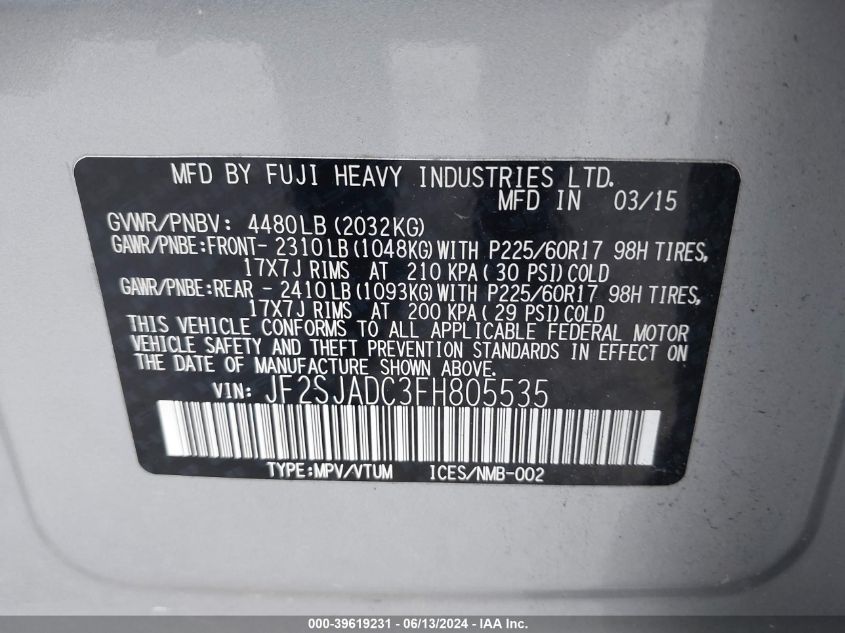 MFD BY FUJI HEAVY INDUSTRIES LTD.
MFD IN 03/15
GVWR/PNBV: 4480LB(2032KG)
GAWR/PNBE:FRONT- 2310LB(1048KG)WITH P225/60R17 98H TIRES,
17X7J RIMS AT 210 KPA(30 PSI)COLD
GAWR/PNBE:REAR - 2410LB(1093KG)WITH P225/60R17 98H TIRES,
17X7J RIMS AT 200 KPA(29 PSI)COLD
THIS VEHICLE CONFORMS TO ALL APPLICABLE FEDERAL MOTOR
VEHICLE SAFETY AND THEFT PREVENTION STANDARDS IN EFFECT ON
THE DATE OF MANUFACTURE SHOWN ABOVE.
VIN: JF2SJADC3FH805535
TYPE:MPV/VTUM ICES/NMB-002
000-39619231 - 06/13/2024 - IAA Inc.